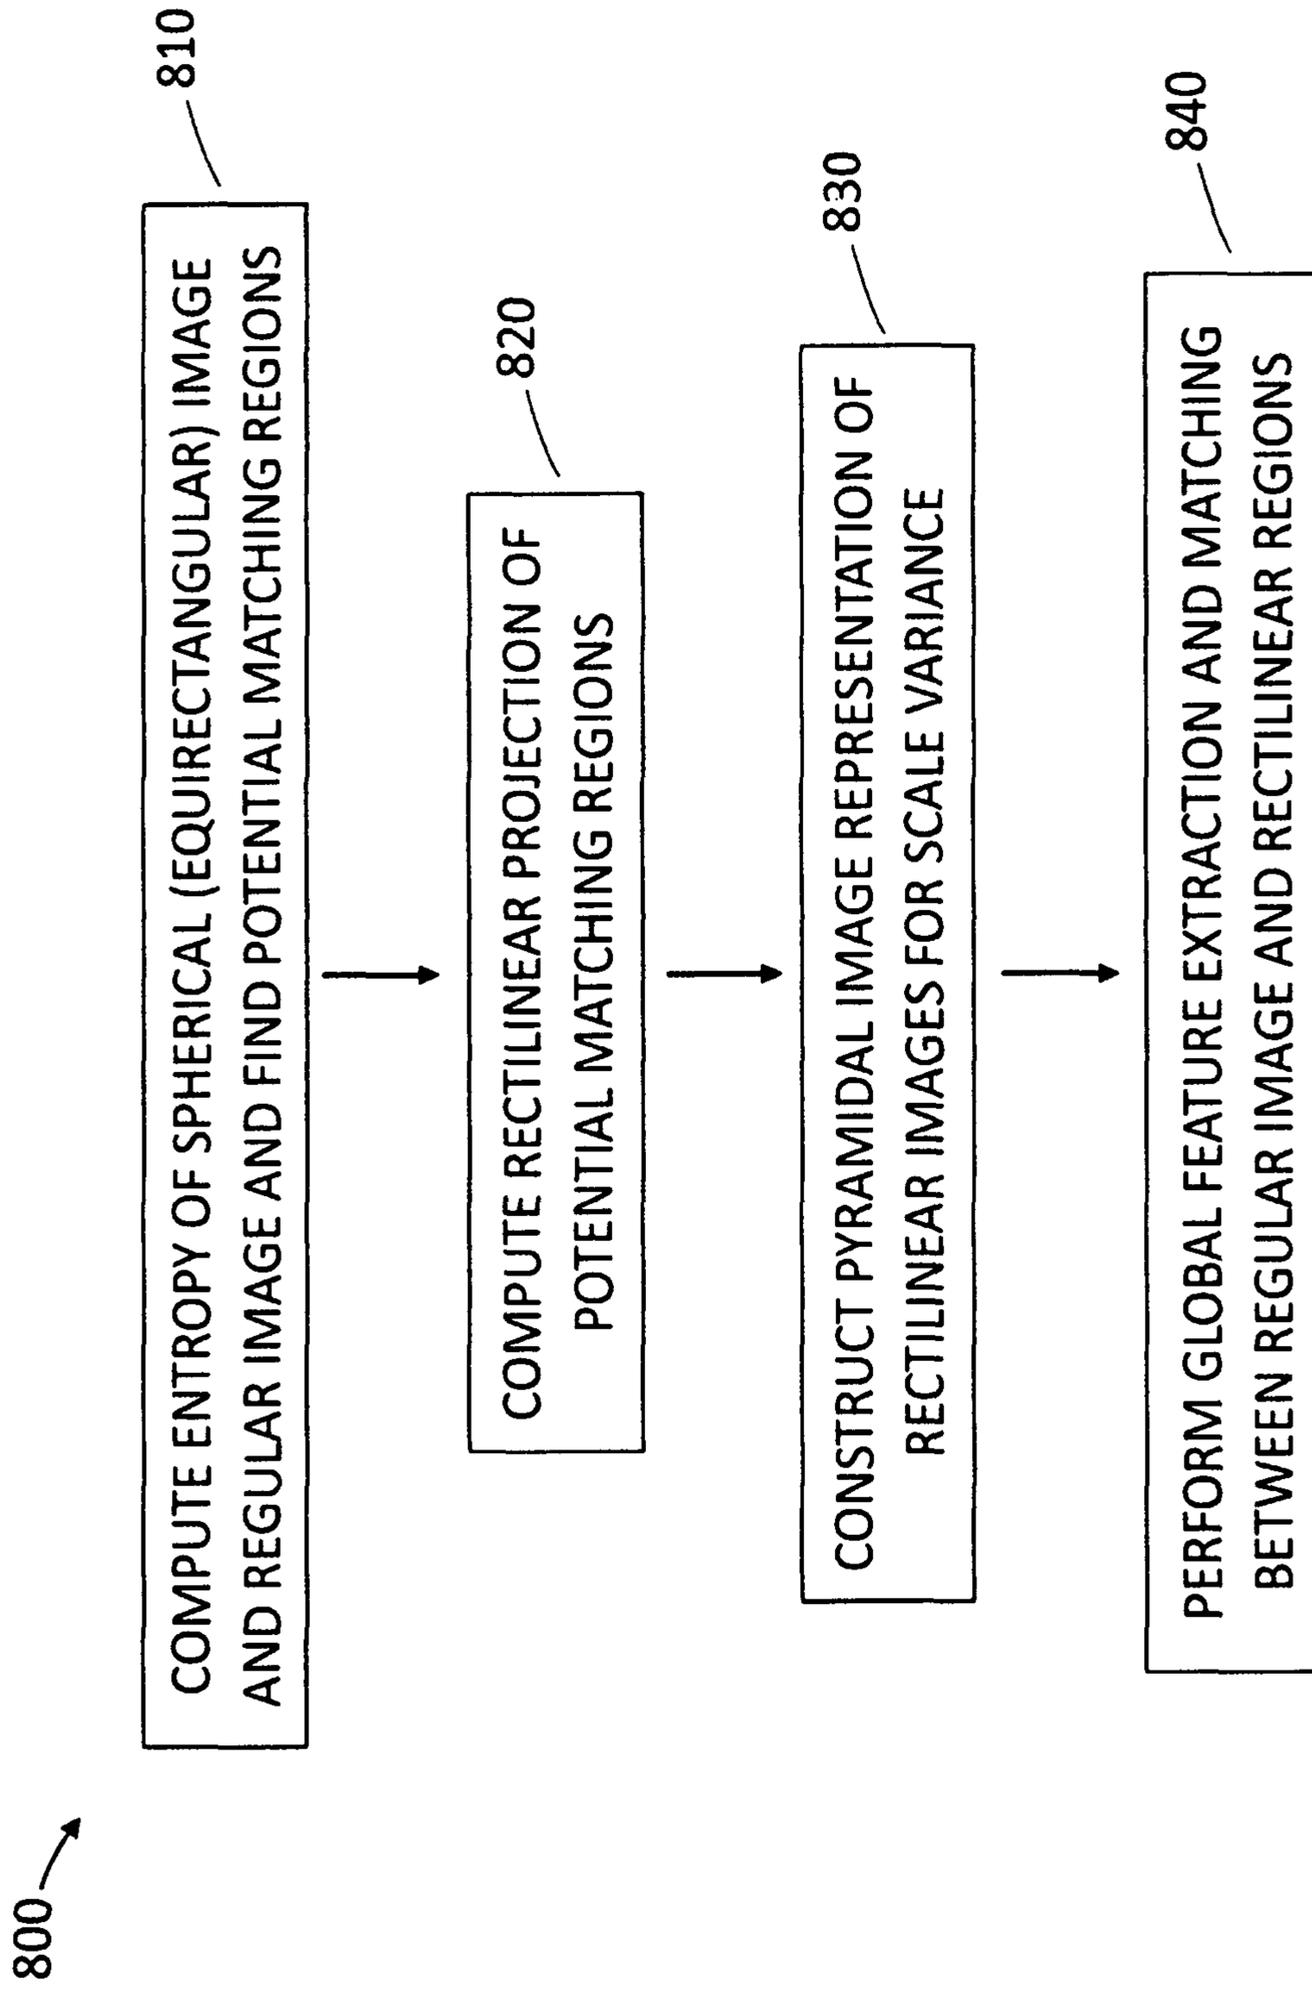 800
810
COMPUTE ENTROPY OF SPHERICAL (EQUIRECTANGULAR) IMAGE
AND REGULAR IMAGE AND FIND POTENTIAL MATCHING REGIONS
820
COMPUTE RECTILINEAR PROJECTION OF
POTENTIAL MATCHING REGIONS
830
CONSTRUCT PYRAMIDAL IMAGE REPRESENTATION OF
RECTILINEAR IMAGES FOR SCALE VARIANCE
840
PERFORM GLOBAL FEATURE EXTRACTION AND MATCHING
BETWEEN REGULAR IMAGE AND RECTILINEAR REGIONS